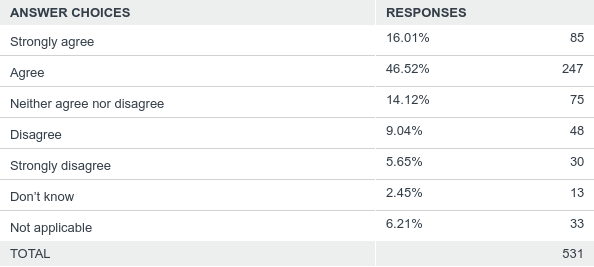 ANSWER CHOICES RESPONSES
Strongly agree 16.01% 85
Agree 46.52% 247
Neither agree nor disagree 14.12% 75
Disagree 9.04% 48
Strongly disagree 5.65% 30
Don’t know 2.45% 13
Not applicable 6.21% 33
TOTAL 531